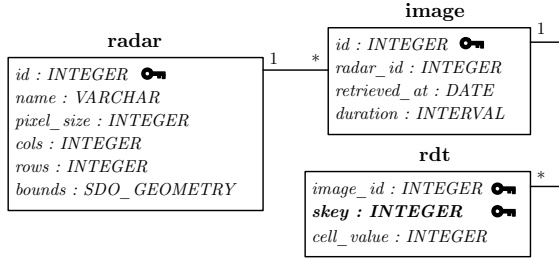 radar
id : INTEGER
name : VARCHAR
pixel_size : INTEGER
cols : INTEGER
rows : INTEGER
bounds : SDO_GEOMETRY
1
*
image
id : INTEGER
radar_id : INTEGER
retrieved_at : DATE
duration : INTERVAL
1
rdt
image_id : INTEGER
skey : INTEGER
cell_value : INTEGER
*